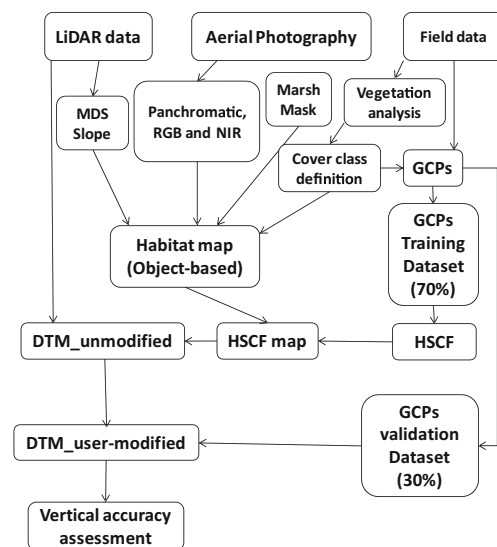 LiDAR data
Aerial Photography
Field data
MDS
Slope
Panchromatic,
RGB and NIR
Marsh
Mask
Vegetation
analysis
Cover class
definition
GCPs
Habitat map
(Object-based)
GCPs
Training
Dataset
(70%)
DTM_unmodified
HSCF map
HSCF
DTM_user-modified
GCPs
validation
Dataset
(30%)
Vertical accuracy
assessment